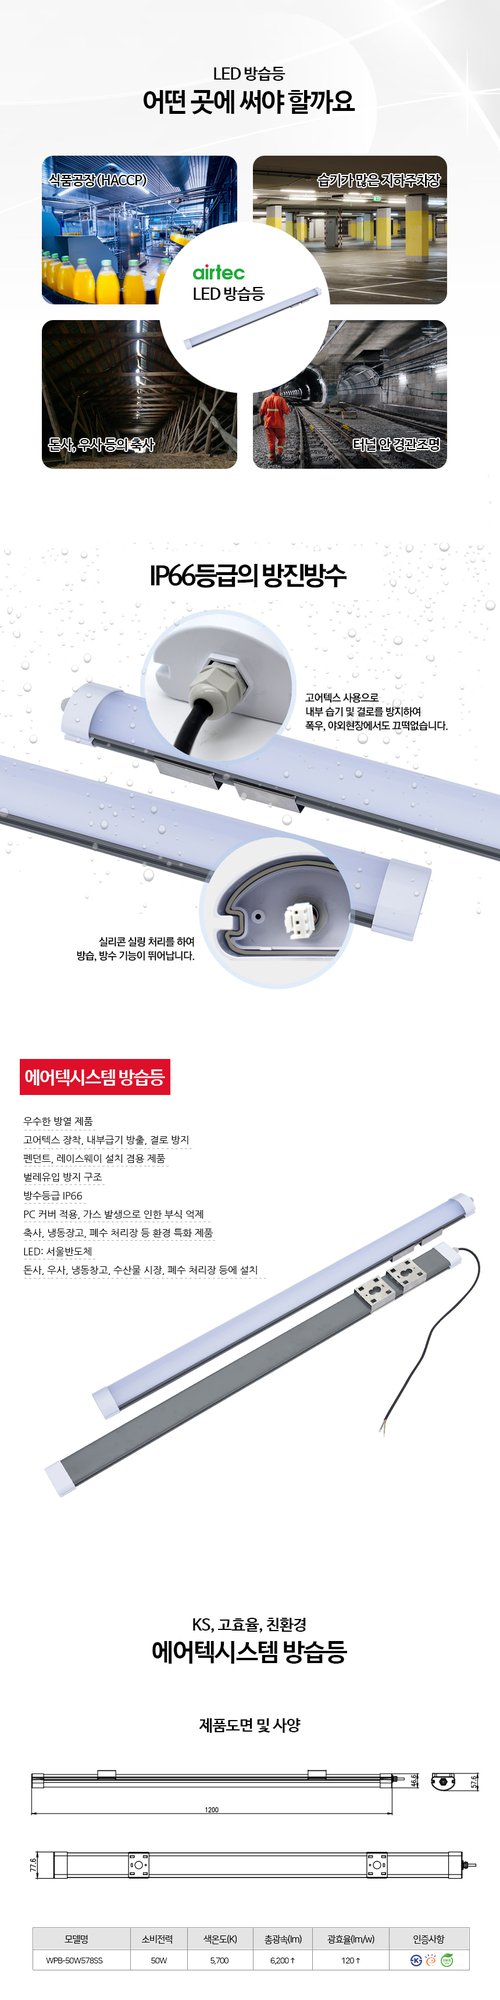 LED 방습등
어떤 곳에 써야 할까요
식품공장(HACCP)
습기가 많은 지하주차장
airtec
LED 방습등
돈사, 우사 등의 축사
터널 안 경관조명
IP66등급의 방진방수
고어텍스 사용으로
내부 습기 및 결로를 방지하여
폭우, 야외현장에서도 끄떡없습니다.
실리콘 실링 처리를 하여
방습, 방수 기능이 뛰어납니다.
에어텍시스템 방습등
우수한 방열 제품
고어텍스 장착, 내부급기 방출, 결로 방지
펜던트, 레이스웨이 설치 겸용 제품
벌레유입 방지 구조
방수등급 IP66
PC 커버 적용, 가스 발생으로 인한 부식 억제
축사, 냉동창고, 폐수 처리장 등 환경 특화 제품
LED: 서울반도체
돈사, 우사, 냉동창고, 수산물 시장, 폐수 처리장 등에 설치
KS, 고효율, 친환경
에어텍시스템 방습등
제품도면 및 사양
46.6
57.6
1200
77.6
모델명 소비전력 색온도(K) 총광속(lm) 광효율(lm/w) 인증사항
WPB-50W578SS 50W 5,700 6,200↑ 120↑